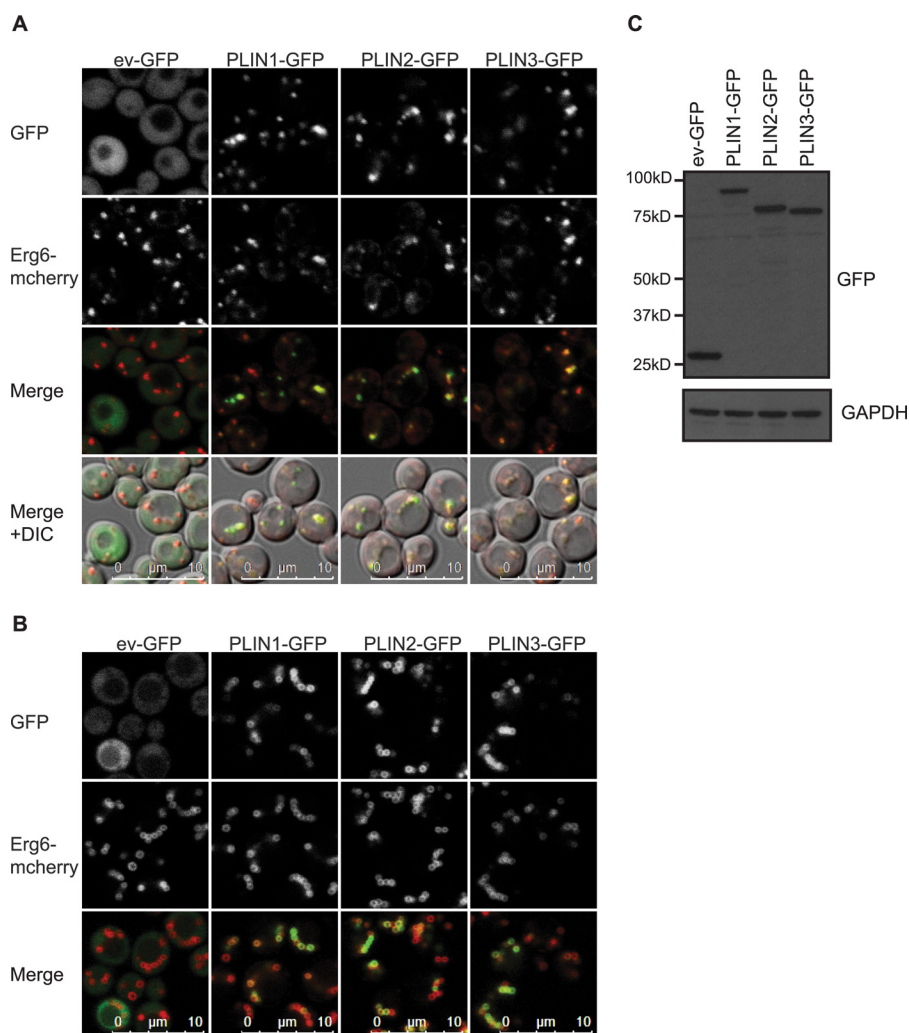 A
ev-GFP PLIN1-GFP PLIN2-GFP PLIN3-GFP
GFP
Erg6-
mcherry
Merge
Merge
+DIC
0 µm 10 0 µm 10 0 µm 10 0 µm 10
B
ev-GFP PLIN1-GFP PLIN2-GFP PLIN3-GFP
GFP
Erg6-
mcherry
Merge
0 µm 10 0 µm 10 0 µm 10 0 µm 10
C
ev-GFP
PLIN1-GFP
PLIN2-GFP
PLIN3-GFP
100kD
75kD
50kD
37kD
25kD
GFP
GAPDH